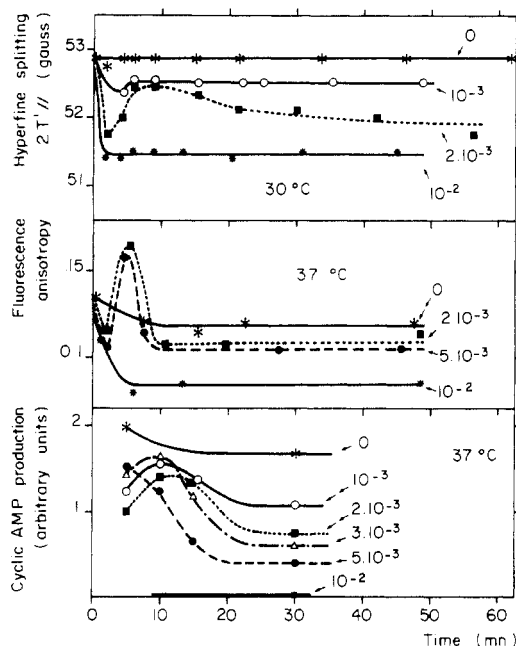 Hyperfine splitting
2T'// (gauss)
53
52
51
0
10-3
2.10-3
10-2
30 °C
Fluorescence
anisotropy
.15
0.1
37 °C
0
2.10-3
5.10-3
10-2
Cyclic AMP production
(arbitrary units)
2
1
0
37 °C
0
10-3
2.10-3
3.10-3
5.10-3
10-2
0 10 20 30 40 50 60
Time (mn)